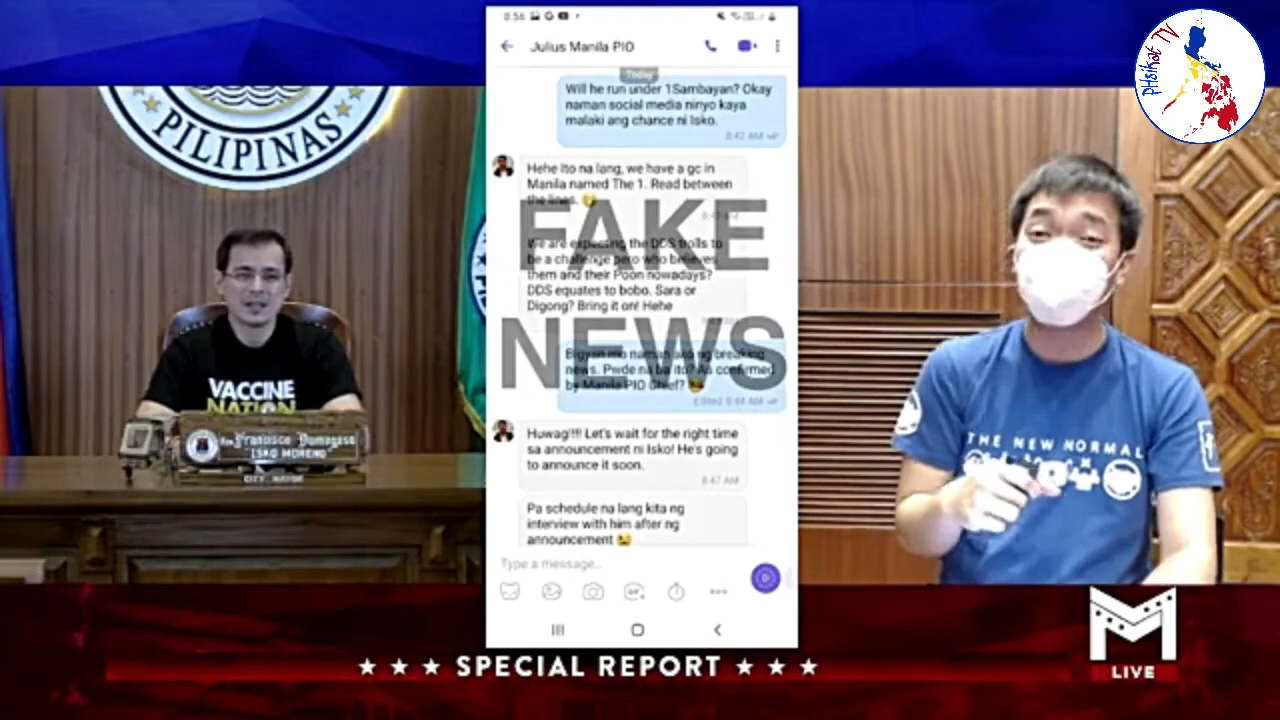 8:56
Julius Manila PIO
Today
Will he run under 1Sambayan? Okay
naman social media ninyo kaya
malaki ang chance ni Isko.
8:42 AM
Hehe Ito na lang, we have a gc in
Manila named The 1. Read between
the lines.
We are expecting the DDS trolls to
be a challenge pero who believes
them and their Poon nowadays?
DDS equates to bobo. Sara or
Digong? Bring it on! Hehe
Bigyan mo naman ako ng breaking
news. Pwde na ba ito? As confirmed
by Manila PIO Chief?
Edited 8:44 AM
Huwag!!!! Let's wait for the right time
sa announcement ni Isko! He's going
to announce it soon.
8:47 AM
Pa schedule na lang kita ng
interview with him after ng
announcement
Type a message...
FAKE
NEWS
PILIPINAS
VACCINE
NATION
Francisco Domagoso
"ISKO MORENO"
CITY MAYOR
THE NEW NORMAL
PHsikat TV
★ ★ ★ SPECIAL REPORT ★ ★ ★
M
LIVE